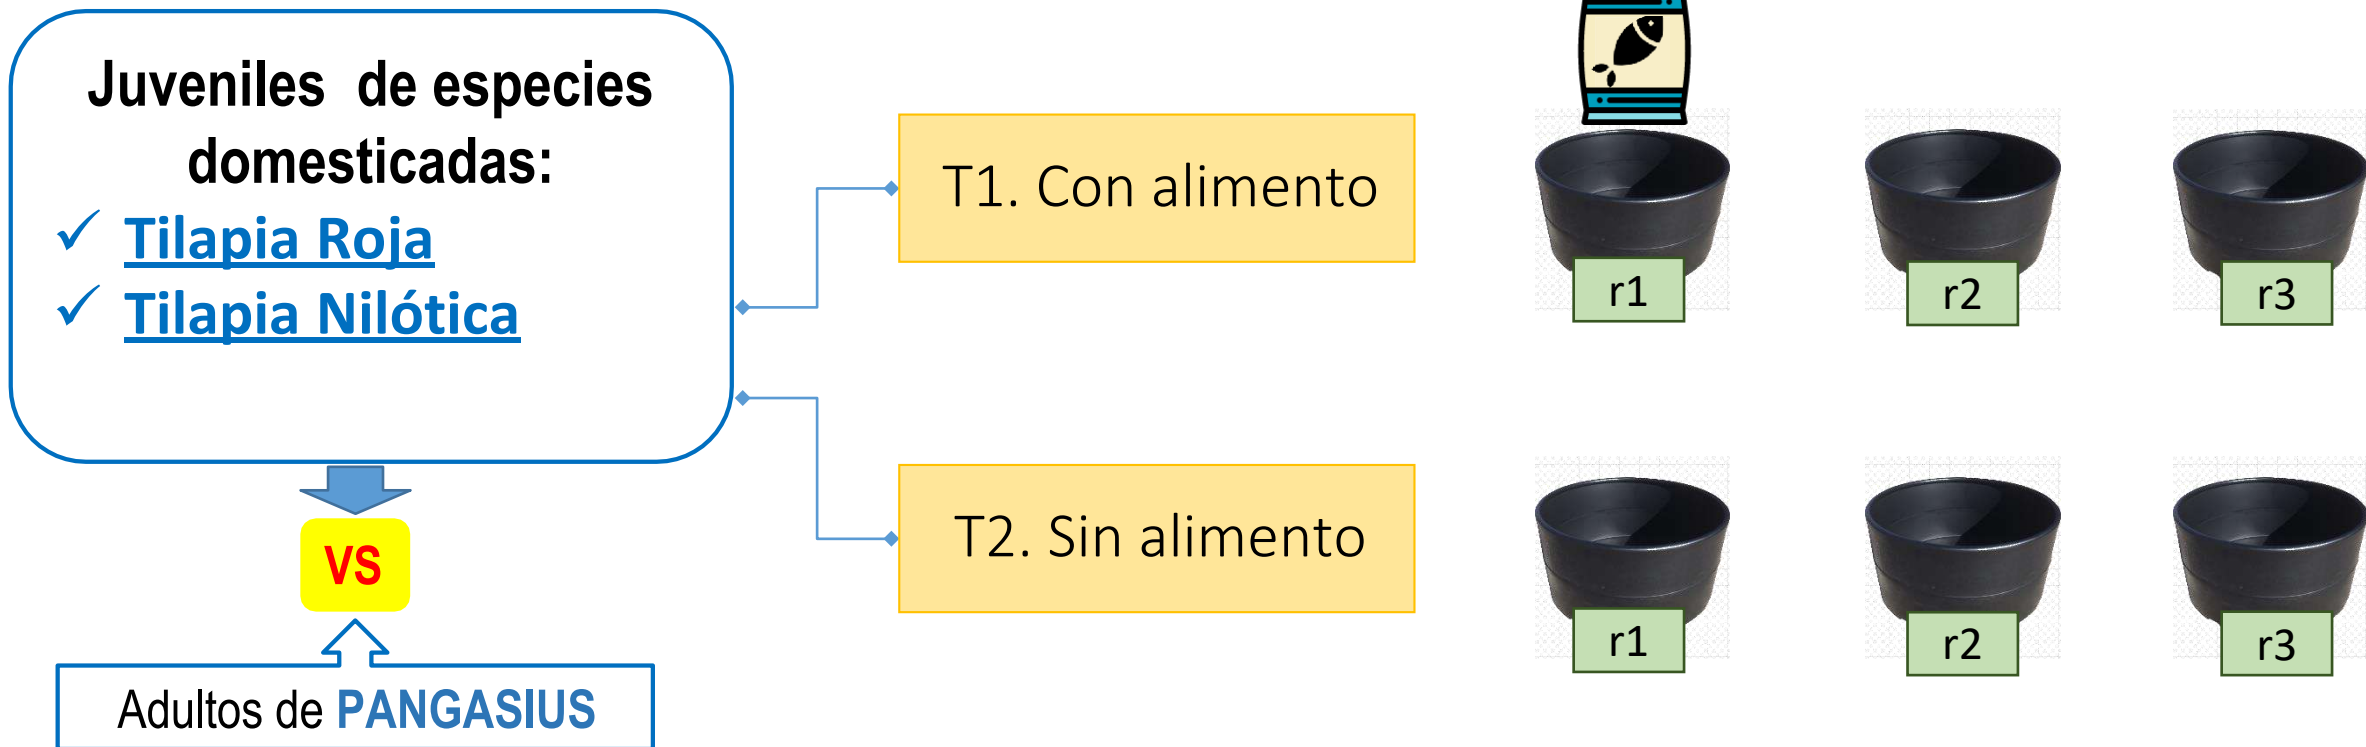 Juveniles de especies
domesticadas:
✓ Tilapia Roja
✓ Tilapia Nilótica
VS
Adultos de PANGASIUS
T1. Con alimento
r1
r2
r3
T2. Sin alimento
r1
r2
r3